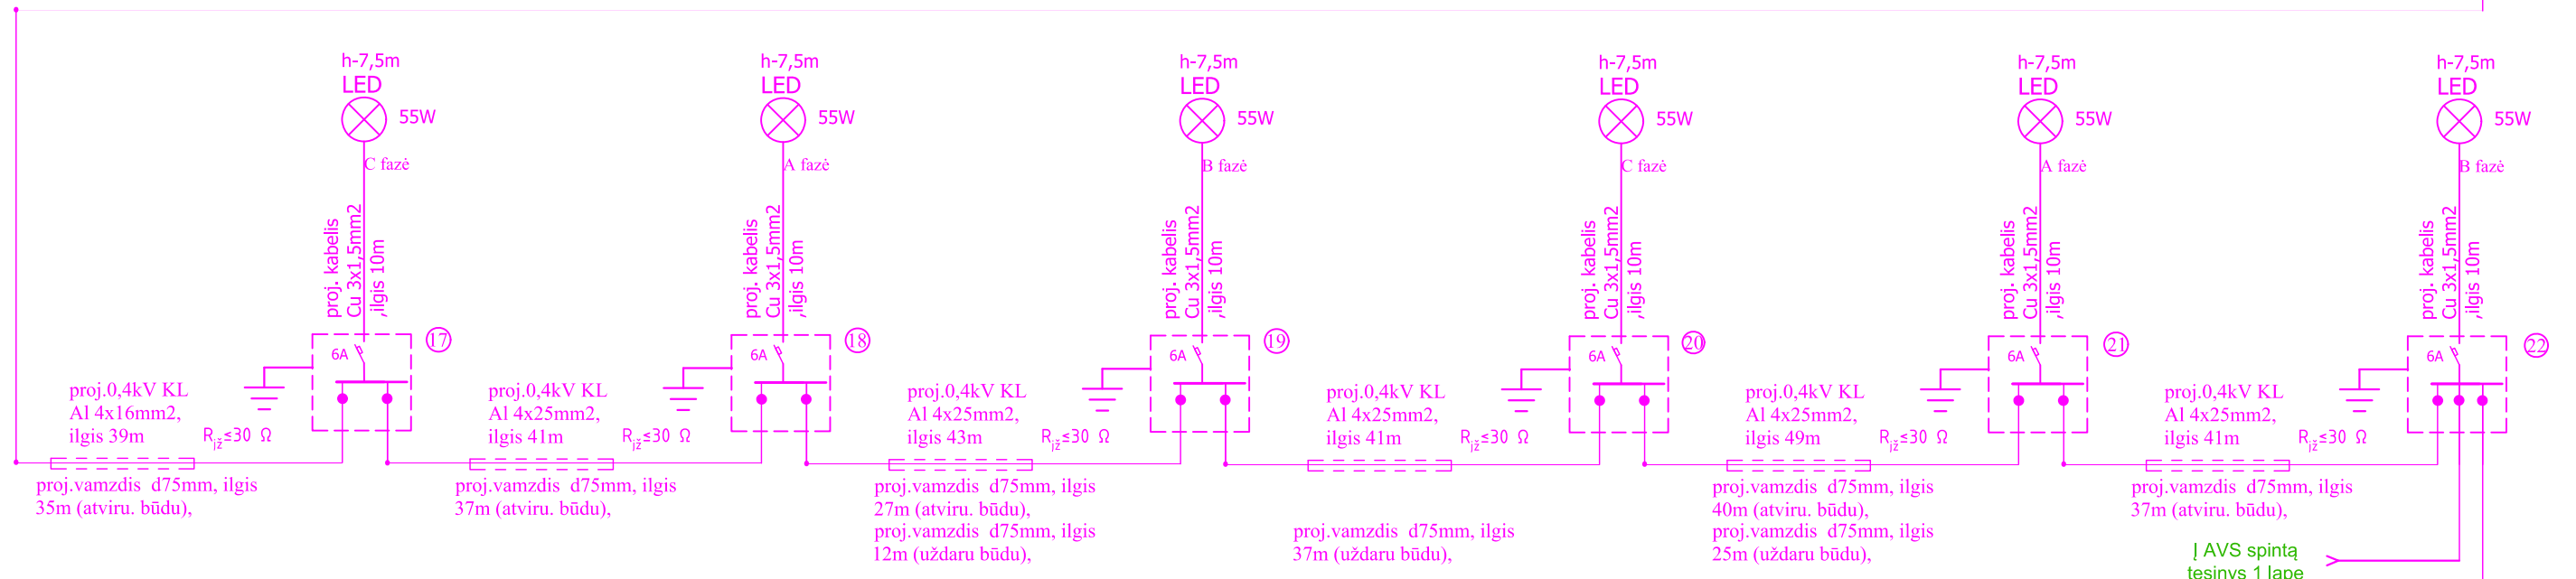 h-7,5m
LED
55W
C fazė
proj. kabelis
Cu 3x1,5mm2
,ilgis 10m
6A
17
proj.0,4kV KL
Al 4x16mm2,
ilgis 39m
Rįž≤30 Ω
proj.vamzdis d75mm, ilgis
35m (atviru. būdu),
h-7,5m
LED
55W
A fazė
proj. kabelis
Cu 3x1,5mm2
,ilgis 10m
6A
18
proj.0,4kV KL
Al 4x25mm2,
ilgis 41m
Rįž≤30 Ω
proj.vamzdis d75mm, ilgis
37m (atviru. būdu),
h-7,5m
LED
55W
B fazė
proj. kabelis
Cu 3x1,5mm2
,ilgis 10m
6A
19
proj.0,4kV KL
Al 4x25mm2,
ilgis 43m
Rįž≤30 Ω
proj.vamzdis d75mm, ilgis
27m (atviru. būdu),
proj.vamzdis d75mm, ilgis
12m (uždaru būdu),
h-7,5m
LED
55W
C fazė
proj. kabelis
Cu 3x1,5mm2
,ilgis 10m
6A
20
proj.0,4kV KL
Al 4x25mm2,
ilgis 41m
Rįž≤30 Ω
proj.vamzdis d75mm, ilgis
37m (uždaru būdu),
h-7,5m
LED
55W
A fazė
proj. kabelis
Cu 3x1,5mm2
,ilgis 10m
6A
21
proj.0,4kV KL
Al 4x25mm2,
ilgis 49m
Rįž≤30 Ω
proj.vamzdis d75mm, ilgis
40m (atviru. būdu),
proj.vamzdis d75mm, ilgis
25m (uždaru būdu),
h-7,5m
LED
55W
B fazė
proj. kabelis
Cu 3x1,5mm2
,ilgis 10m
6A
22
proj.0,4kV KL
Al 4x25mm2,
ilgis 41m
Rįž≤30 Ω
proj.vamzdis d75mm, ilgis
37m (atviru. būdu),
Į AVS spintą
tęsinys 1 lape